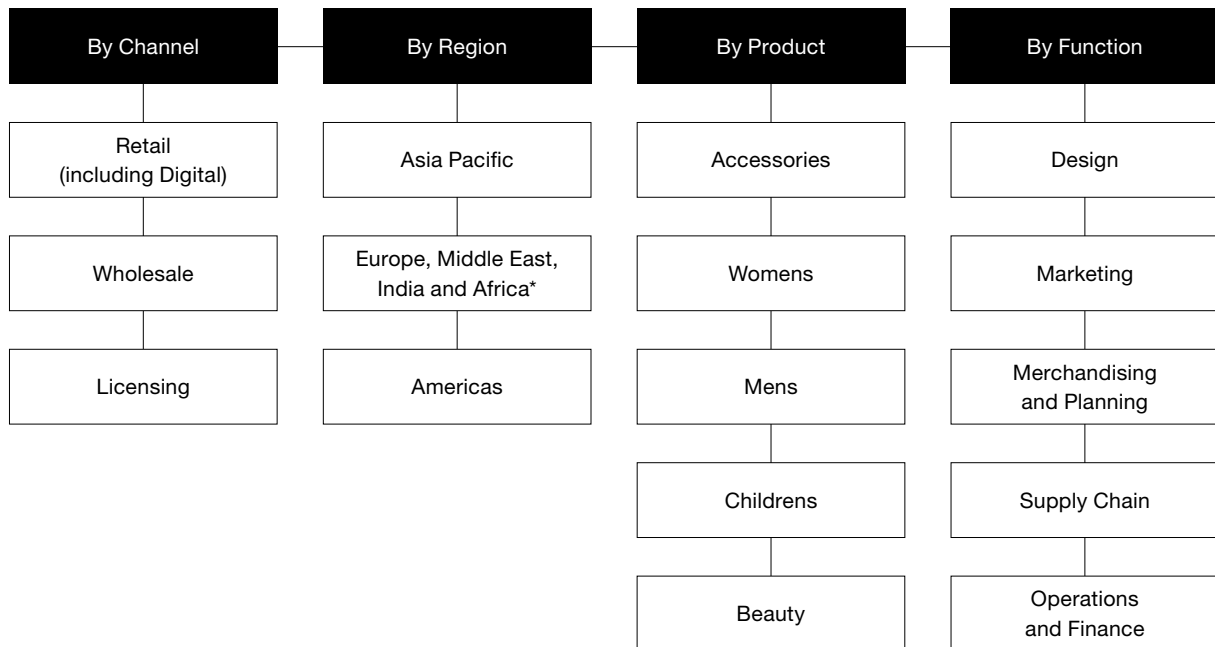 By Channel
Retail
(including Digital)
Wholesale
Licensing
By Region
Asia Pacific
Europe, Middle East,
India and Africa*
Americas
By Product
Accessories
Womens
Mens
Childrens
Beauty
By Function
Design
Marketing
Merchandising
and Planning
Supply Chain
Operations
and Finance